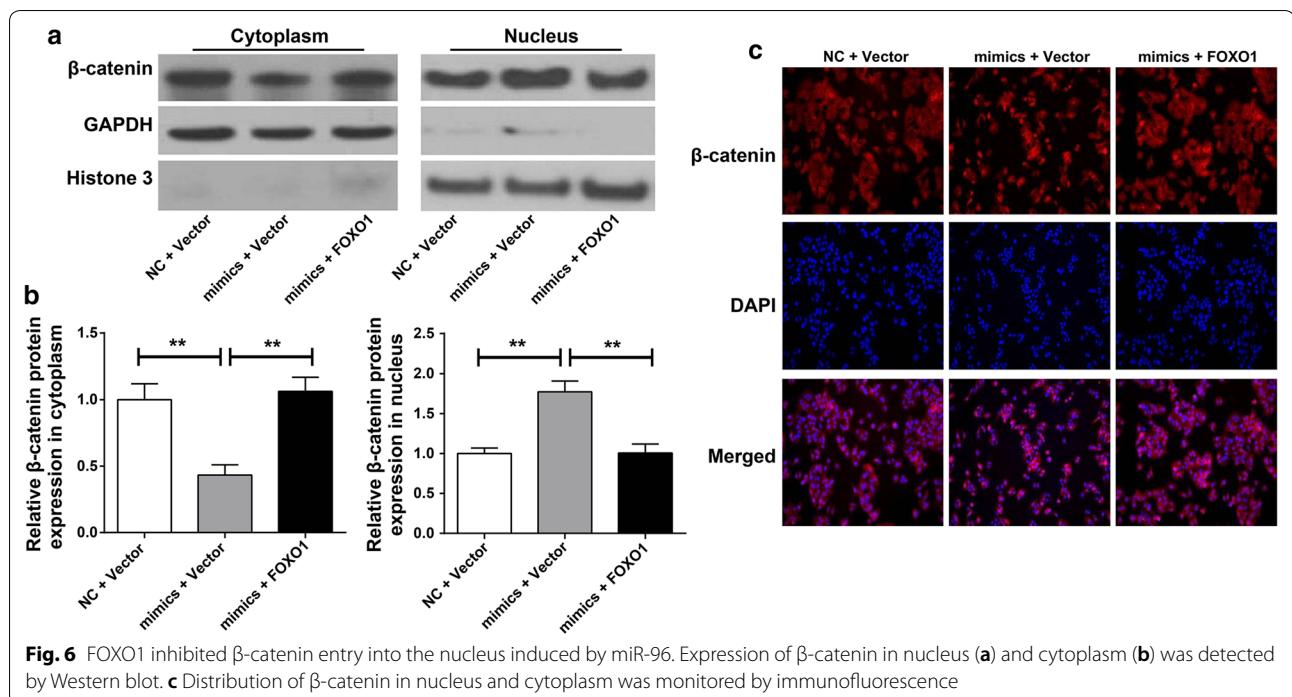 a
Cytoplasm
Nucleus
β-catenin
GAPDH
Histone 3
NC + Vector
mimics + Vector
mimics + FOXO1
NC + Vector
mimics + Vector
mimics + FOXO1
b
Relative β-catenin protein
expression in cytoplasm
1.5
1.0
0.5
0.0
**
**
NC + Vector
mimics + Vector
mimics + FOXO1
Relative β-catenin protein
expression in nucleus
2.5
2.0
1.5
1.0
0.5
0.0
**
**
NC + Vector
mimics + Vector
mimics + FOXO1
c
NC + Vector
mimics + Vector
mimics + FOXO1
β-catenin
DAPI
Merged
Fig. 6 FOXO1 inhibited β-catenin entry into the nucleus induced by miR-96. Expression of β-catenin in nucleus (a) and cytoplasm (b) was detected
by Western blot. c Distribution of β-catenin in nucleus and cytoplasm was monitored by immunofluorescence